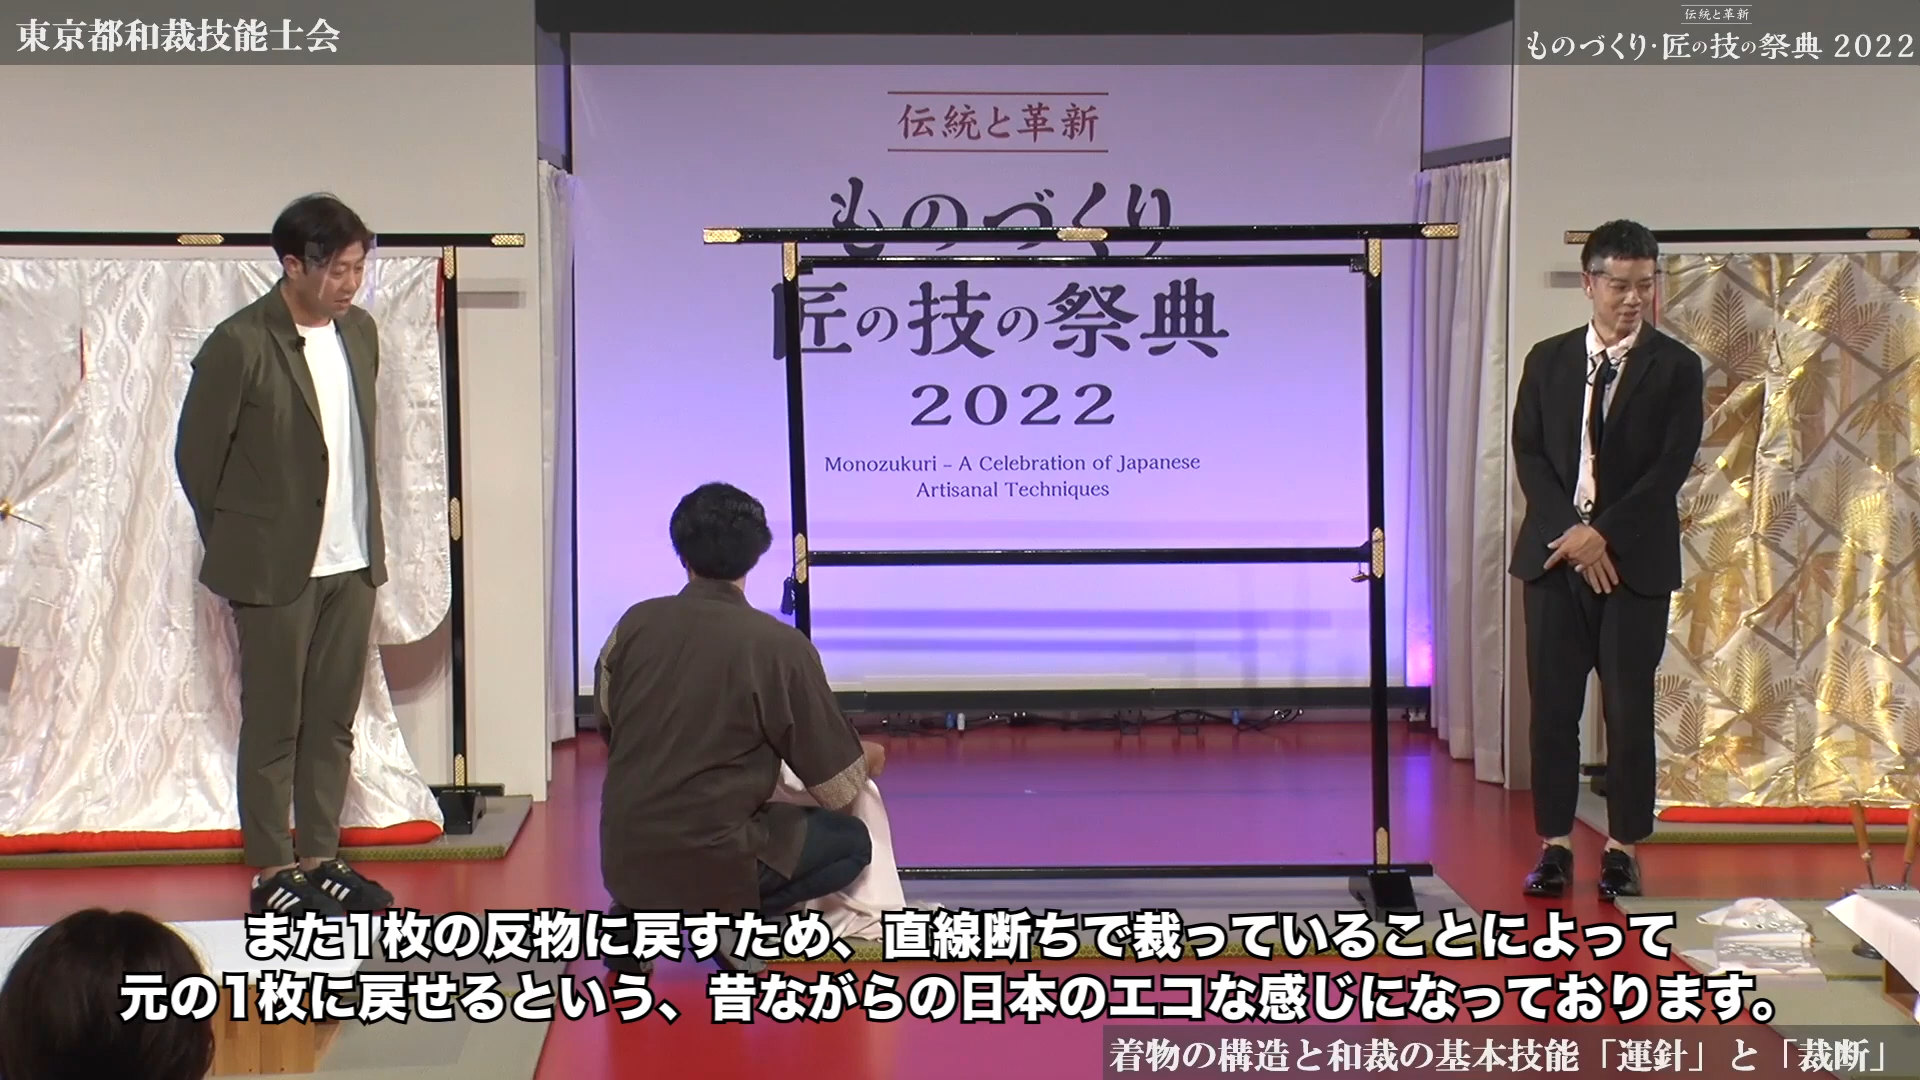 東京都和裁技能士会
伝統と革新
ものづくり・匠の技の祭典 2022
伝統と革新
ものづくり
匠の技の祭典
2022
Monozukuri – A Celebration of Japanese
Artisanal Techniques
また1枚の反物に戻すため、直線断ちで裁っていることによって
元の1枚に戻せるという、昔ながらの日本のエコな感じになっております。
着物の構造と和裁の基本技能「運針」と「裁断」